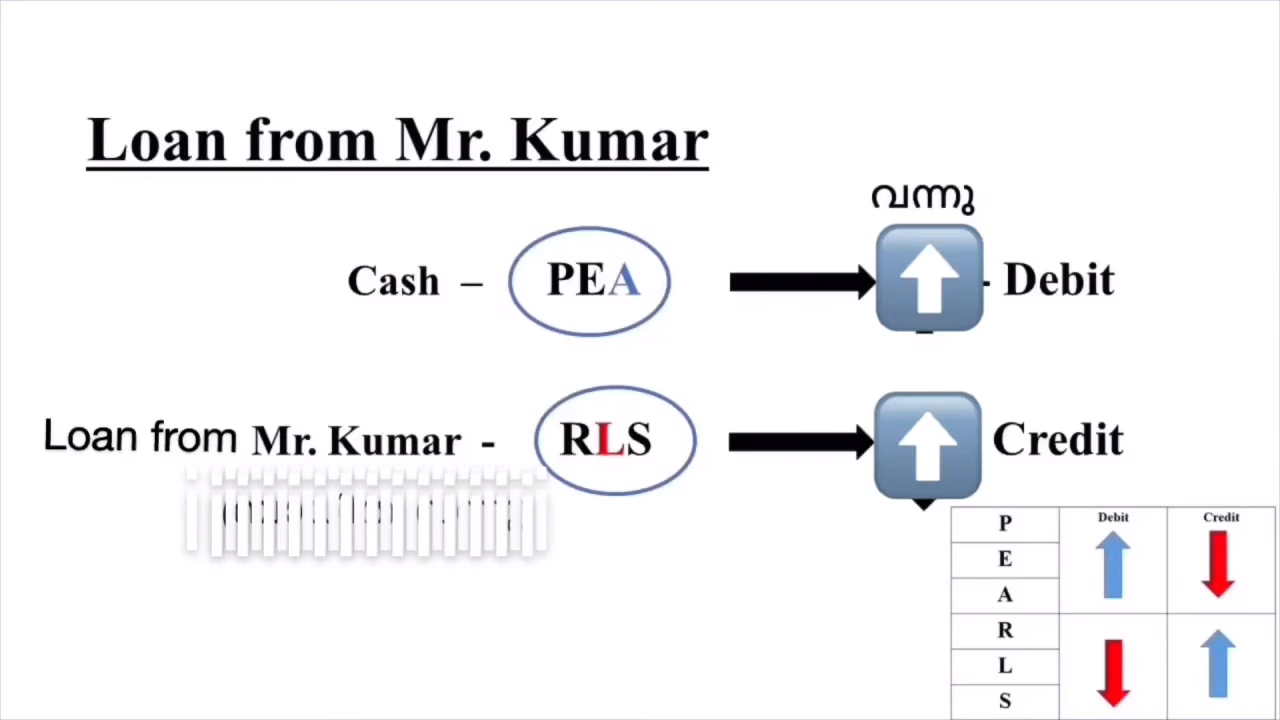 Loan from Mr. Kumar
വന്നു
Cash – PEA - Debit
Loan from Mr. Kumar - RLS Credit
Debit Credit
P
E
A
R
L
S